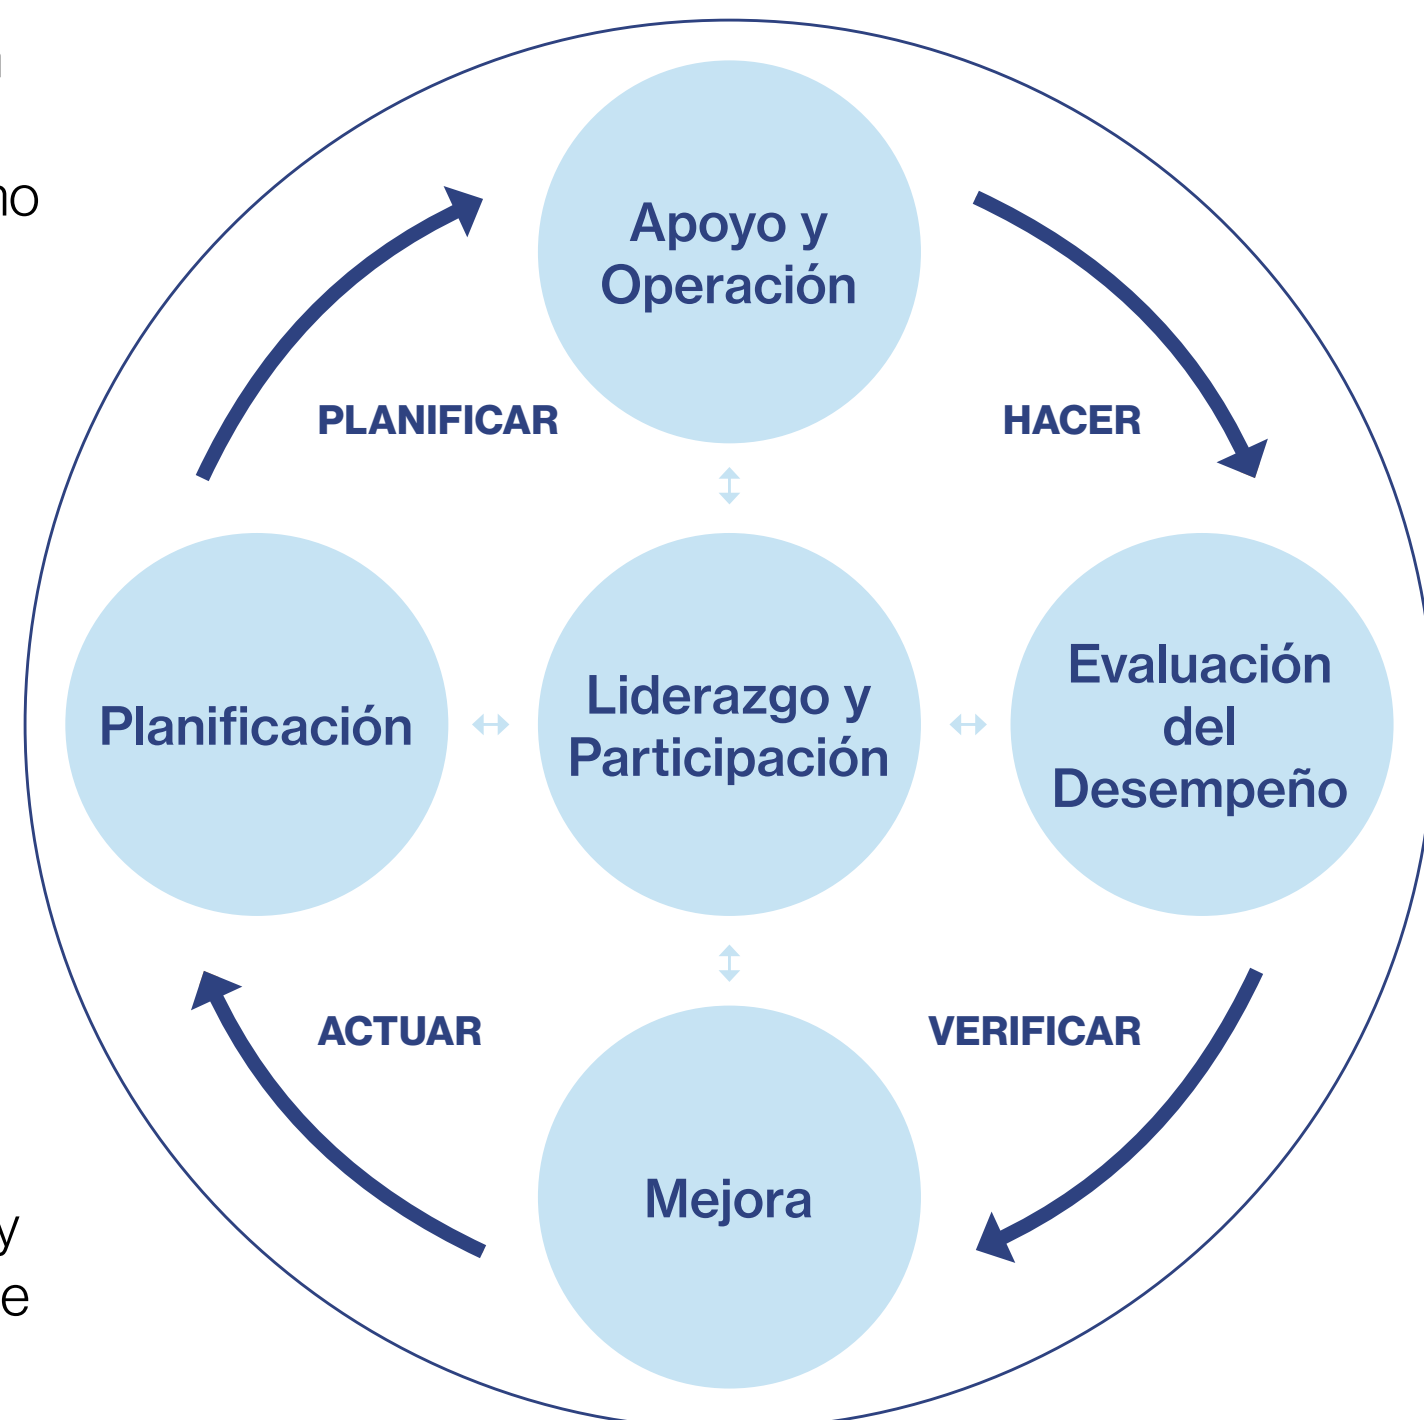 Apoyo y
Operación
PLANIFICAR
HACER
Planificación
Liderazgo y
Participación
Evaluación
del
Desempeño
ACTUAR
VERIFICAR
Mejora
y